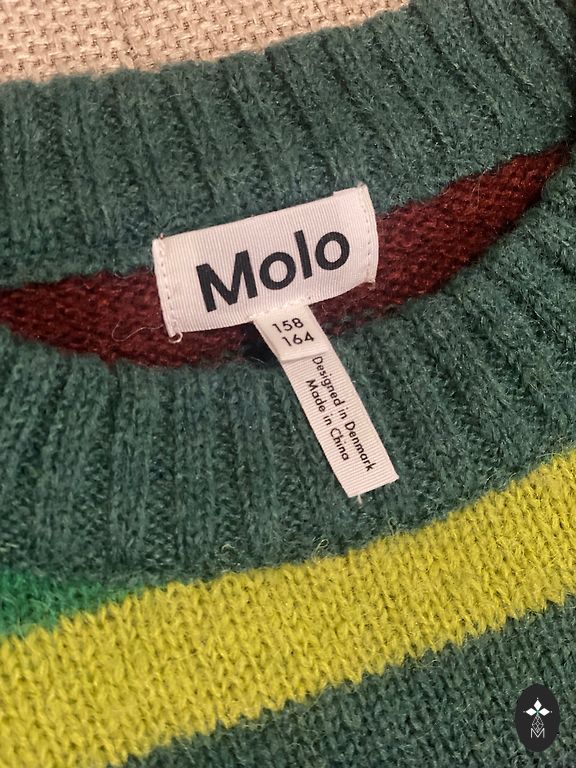 Molo
158
164
Designed in Denmark
Made in China
M